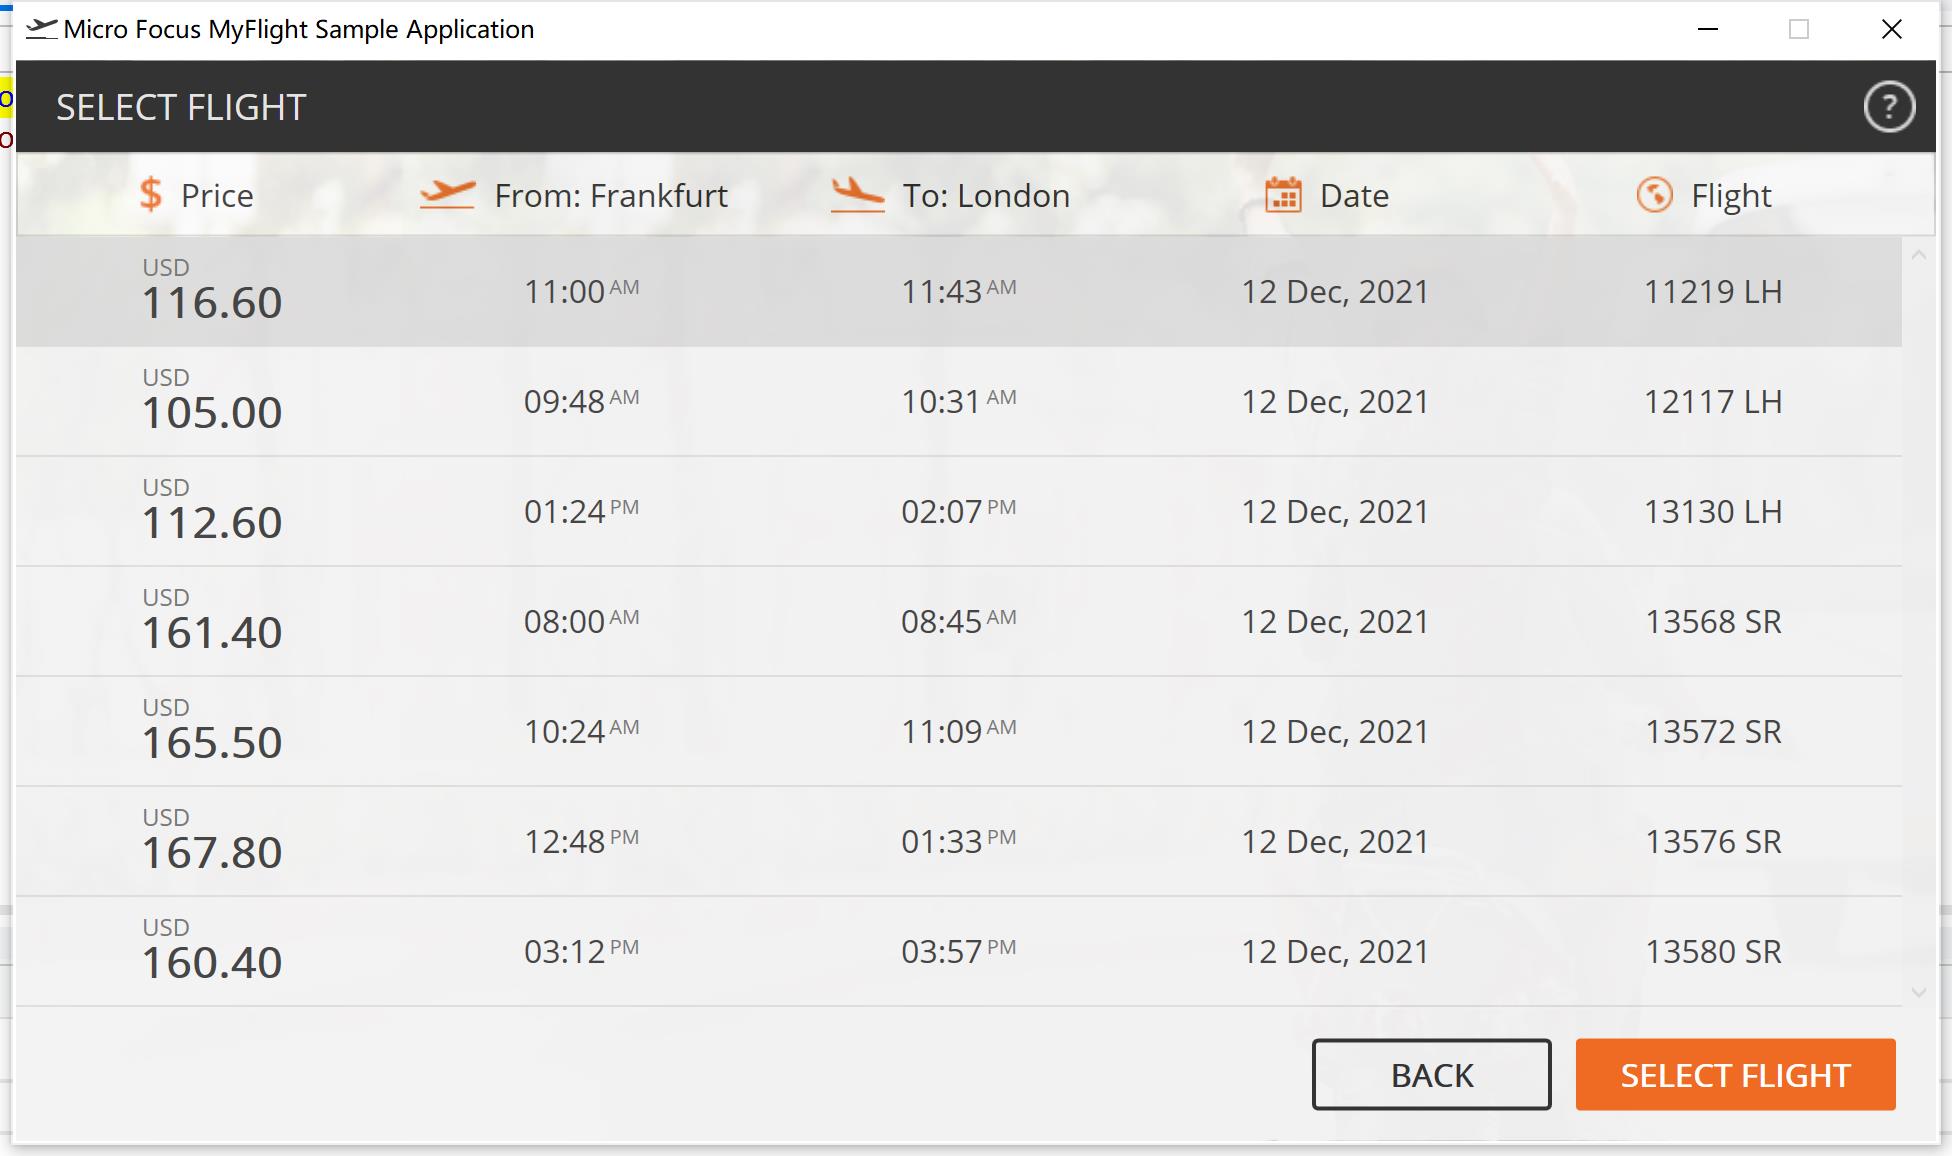 Micro Focus MyFlight Sample Application
SELECT FLIGHT ?
$ Price From: Frankfurt To: London Date Flight
USD
116.60 11:00 AM 11:43 AM 12 Dec, 2021 11219 LH
USD
105.00 09:48 AM 10:31 AM 12 Dec, 2021 12117 LH
USD
112.60 01:24 PM 02:07 PM 12 Dec, 2021 13130 LH
USD
161.40 08:00 AM 08:45 AM 12 Dec, 2021 13568 SR
USD
165.50 10:24 AM 11:09 AM 12 Dec, 2021 13572 SR
USD
167.80 12:48 PM 01:33 PM 12 Dec, 2021 13576 SR
USD
160.40 03:12 PM 03:57 PM 12 Dec, 2021 13580 SR
BACK SELECT FLIGHT